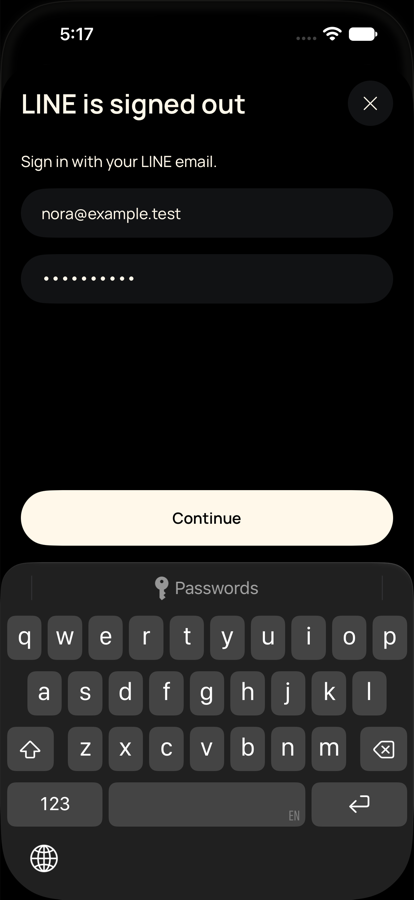 5:17
LINE is signed out
Sign in with your LINE email.
nora@example.test
••••••••••
Continue
Passwords
q w e r t y u i o p
a s d f g h j k l
z x c v b n m
123
EN